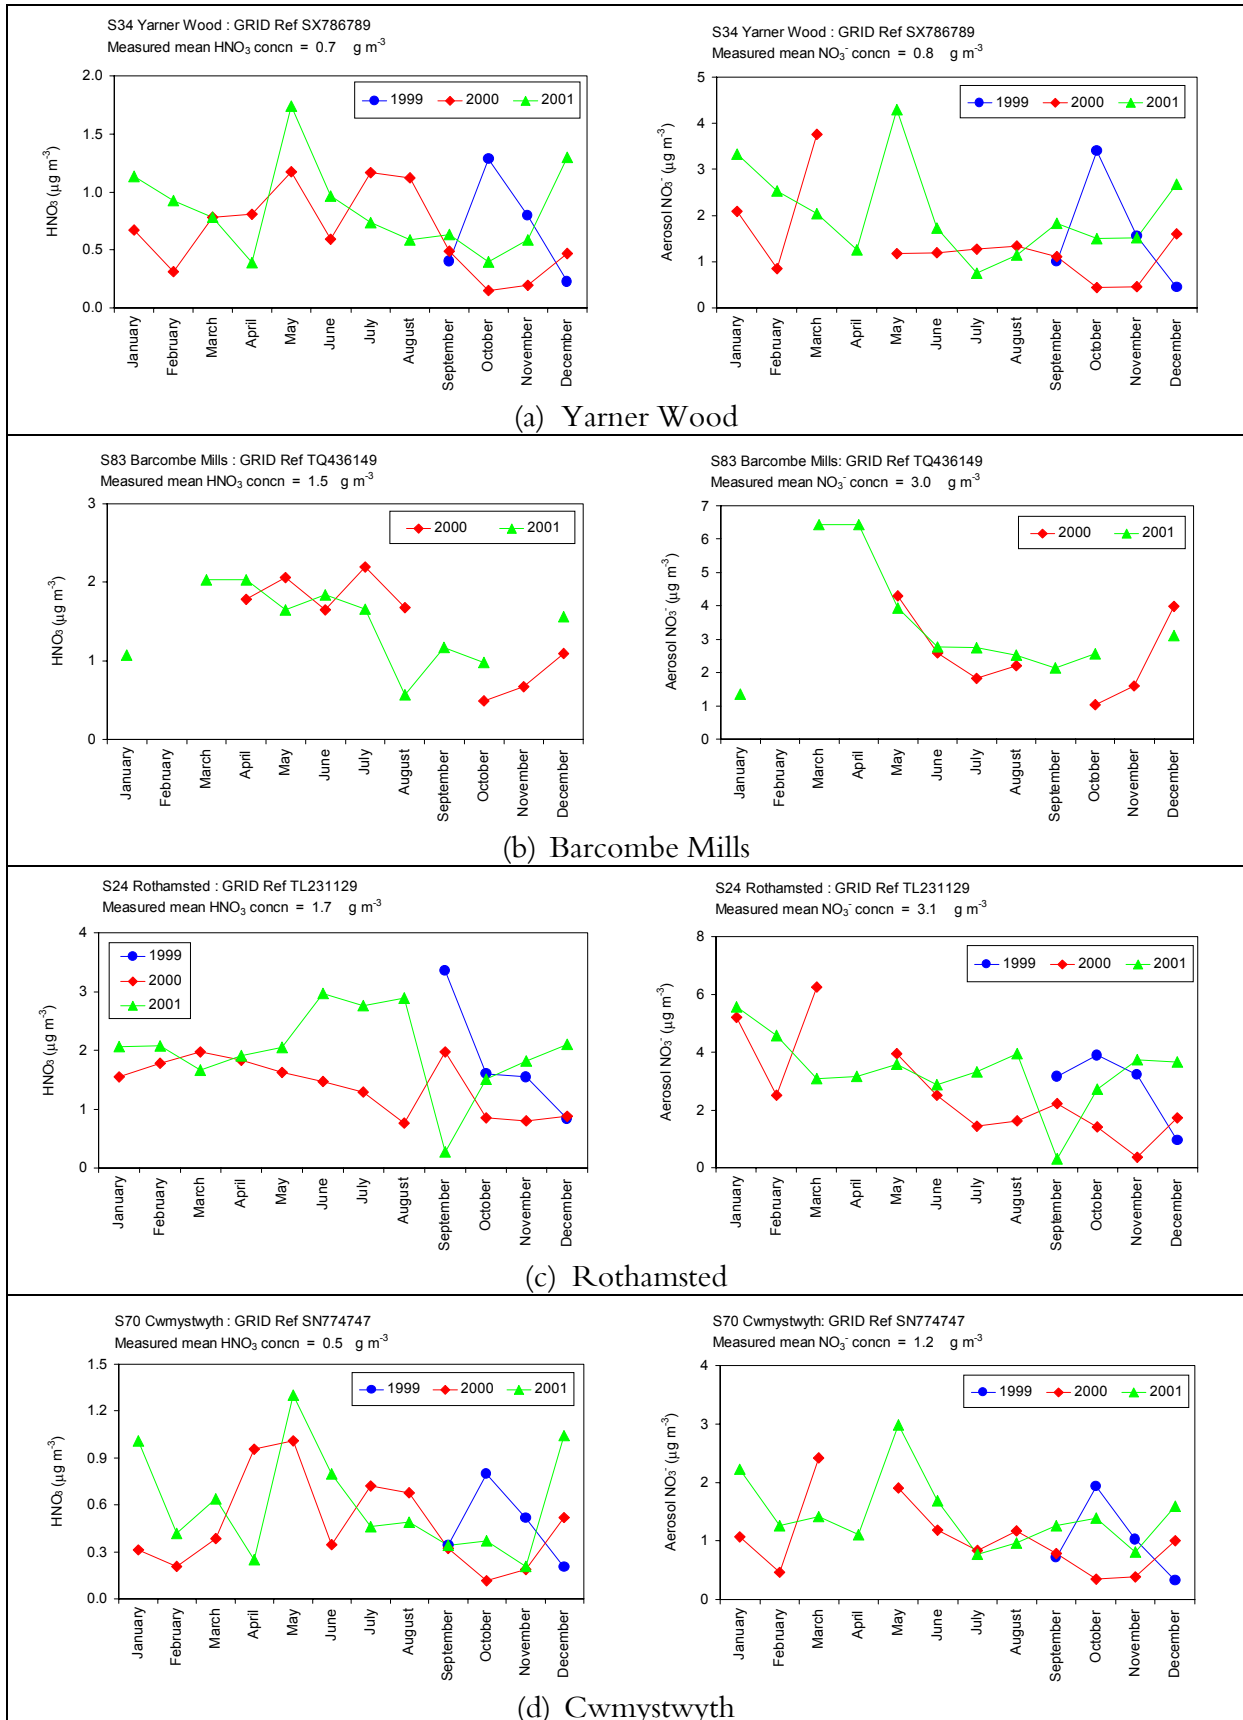 S34 Yarner Wood : GRID Ref SX786789
Measured mean HNO₃ concn = 0.7 g m⁻³
HNO₃ (µg m⁻³)
2.0
1.5
1.0
0.5
0.0
1999 2000 2001
January February March April May June July August September October November December
S34 Yarner Wood : GRID Ref SX786789
Measured mean NO₃⁻ concn = 0.8 g m⁻³
Aerosol NO₃⁻ (µg m⁻³)
5
4
3
2
1
0
1999 2000 2001
January February March April May June July August September October November December
(a) Yarner Wood
S83 Barcombe Mills : GRID Ref TQ436149
Measured mean HNO₃ concn = 1.5 g m⁻³
HNO₃ (µg m⁻³)
3
2
1
0
2000 2001
January February March April May June July August September October November December
S83 Barcombe Mills: GRID Ref TQ436149
Measured mean NO₃⁻ concn = 3.0 g m⁻³
Aerosol NO₃⁻ (µg m⁻³)
7
6
5
4
3
2
1
0
2000 2001
January February March April May June July August September October November December
(b) Barcombe Mills
S24 Rothamsted : GRID Ref TL231129
Measured mean HNO₃ concn = 1.7 g m⁻³
HNO₃ (µg m⁻³)
4
3
2
1
0
1999
2000
2001
January February March April May June July August September October November December
S24 Rothamsted : GRID Ref TL231129
Measured mean NO₃⁻ concn = 3.1 g m⁻³
Aerosol NO₃⁻ (µg m⁻³)
8
6
4
2
0
1999 2000 2001
January February March April May June July August September October November December
(c) Rothamsted
S70 Cwmystwyth : GRID Ref SN774747
Measured mean HNO₃ concn = 0.5 g m⁻³
HNO₃ (µg m⁻³)
1.5
1.2
0.9
0.6
0.3
0.0
1999 2000 2001
January February March April May June July August September October November December
S70 Cwmystwyth: GRID Ref SN774747
Measured mean NO₃⁻ concn = 1.2 g m⁻³
Aerosol NO₃⁻ (µg m⁻³)
4
3
2
1
0
1999 2000 2001
January February March April May June July August September October November December
(d) Cwmystwyth